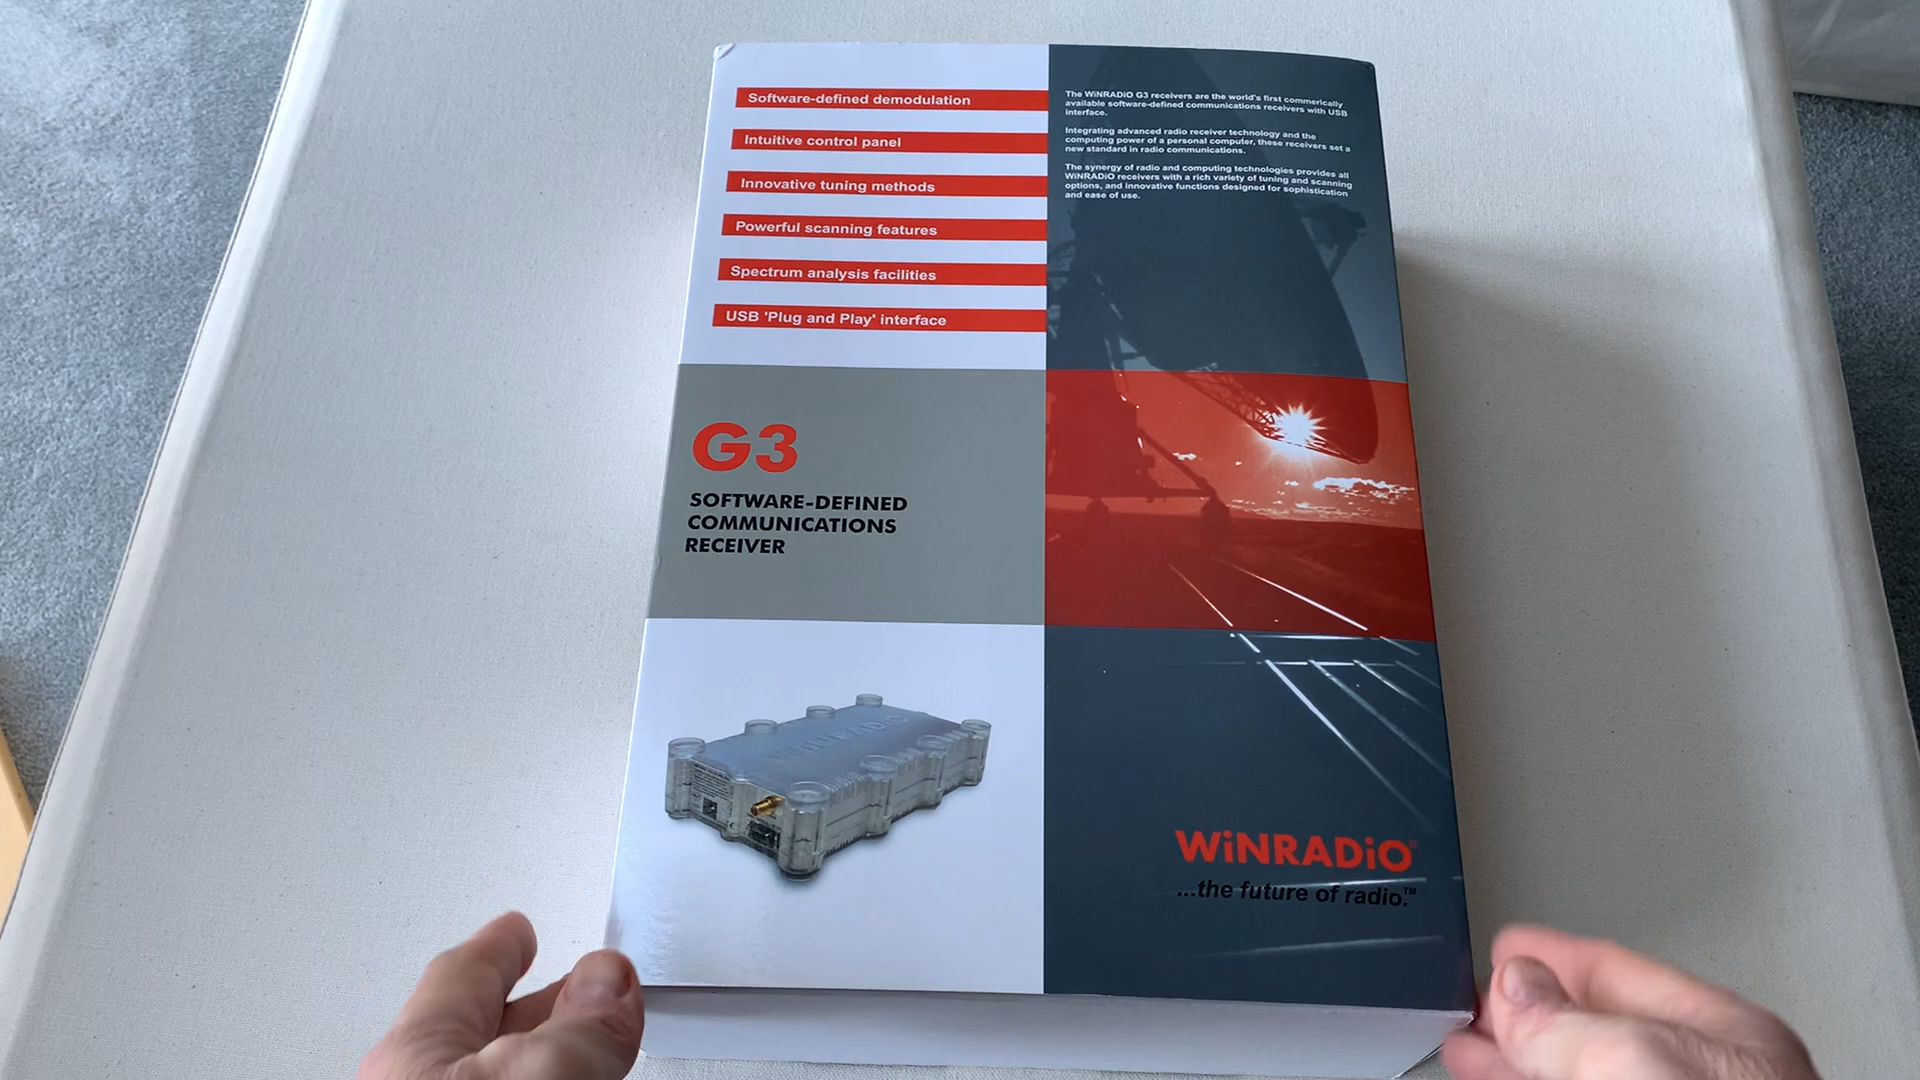 Software-defined demodulation
Intuitive control panel
Innovative tuning methods
Powerful scanning features
Spectrum analysis facilities
USB 'Plug and Play' interface
The WiNRADiO G3 receivers are the world's first commerically
available software-defined communications receivers with USB
interface.
Integrating advanced radio receiver technology and the
computing power of a personal computer, these receivers set a
new standard in radio communications.
The synergy of radio and computing technologies provides all
WiNRADiO receivers with a rich variety of tuning and scanning
options, and innovative functions designed for sophistication
and ease of use.
G3
SOFTWARE-DEFINED
COMMUNICATIONS
RECEIVER
WiNRADiO
WiNRADiO®
...the future of radio.™